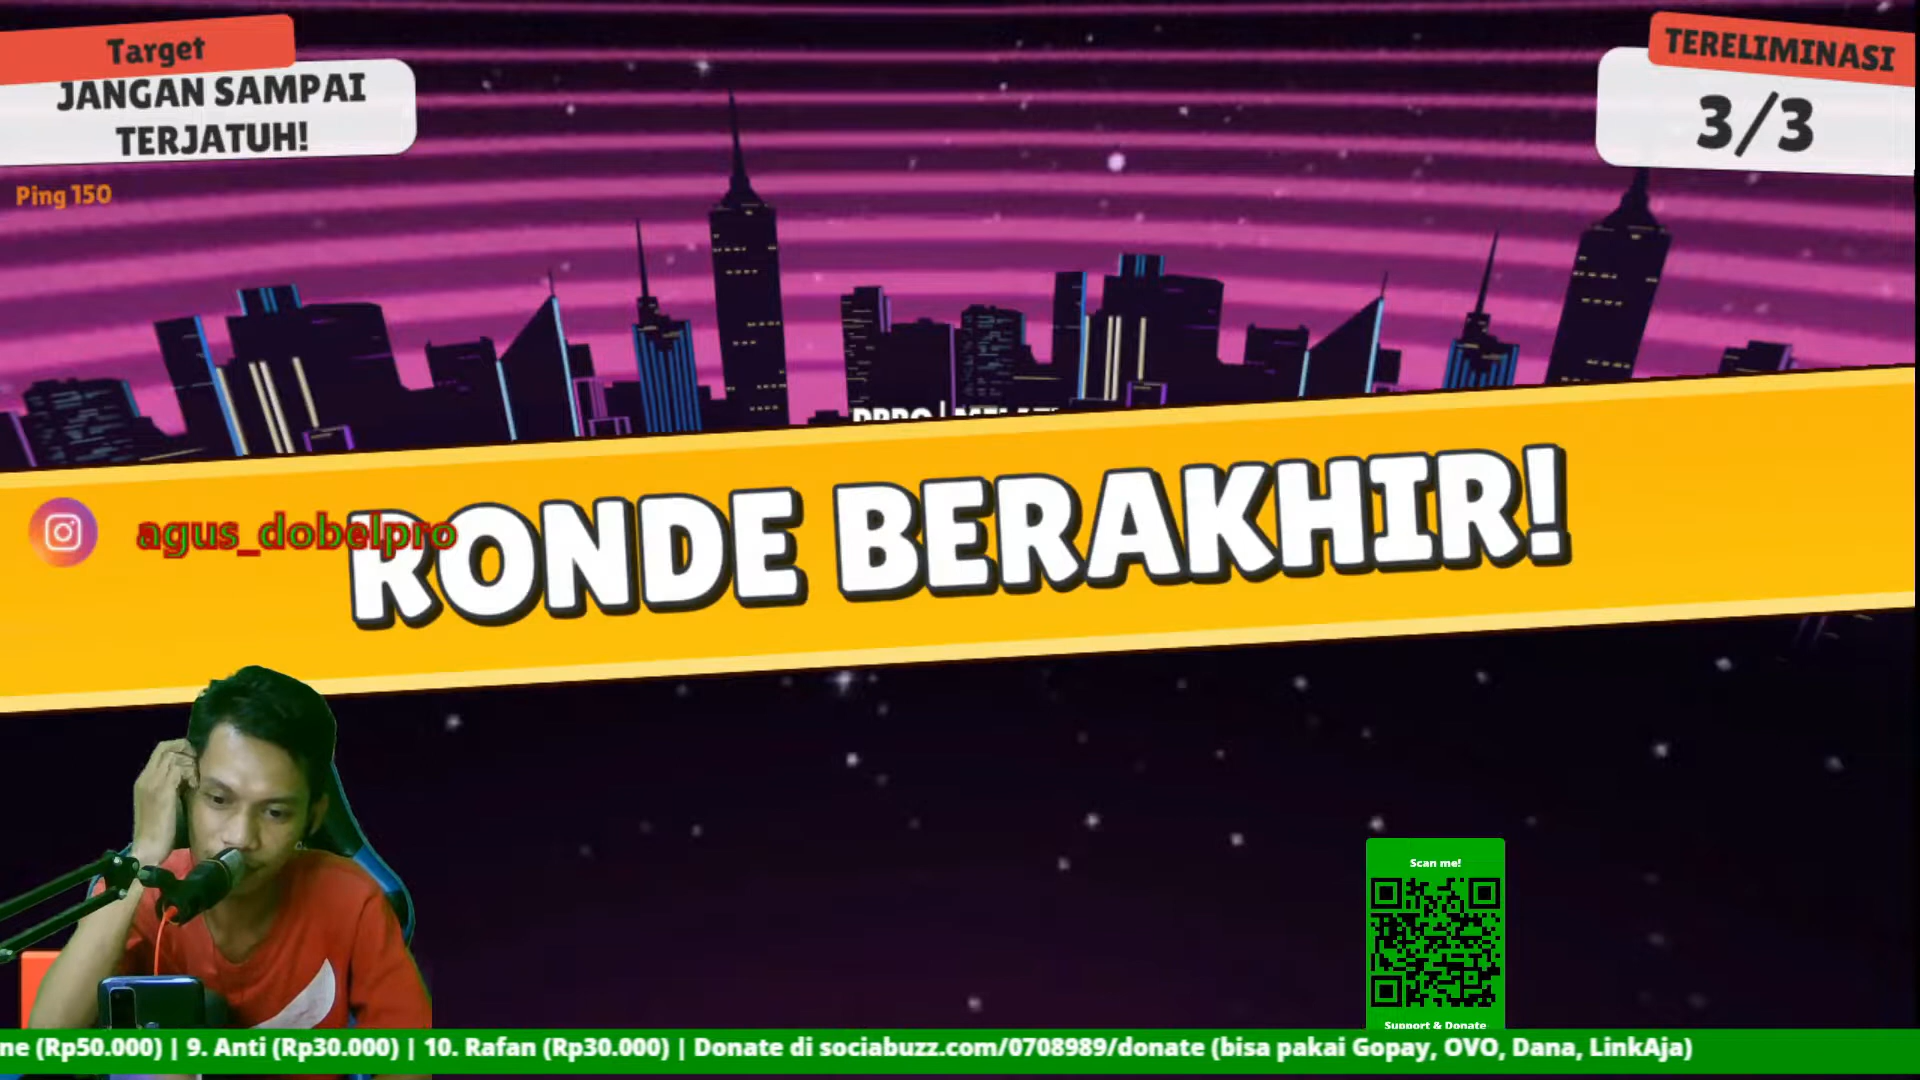 Target
JANGAN SAMPAI
TERJATUH!
Ping 150
TERELIMINASI
3/3
RONDE BERAKHIR!
agus_dobelpro
Scan me!
Support & Donate
ne (Rp50.000) | 9. Anti (Rp30.000) | 10. Rafan (Rp30.000) | Donate di sociabuzz.com/0708989/donate (bisa pakai Gopay, OVO, Dana, LinkAja)